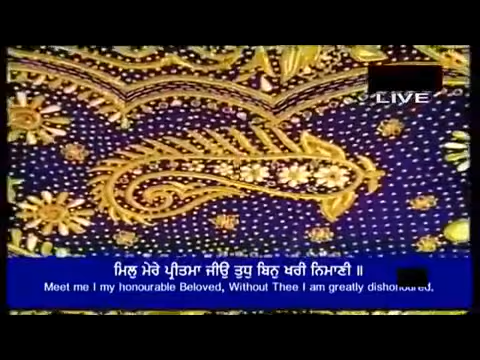 LIVE
ਮਿਲੁ ਮੇਰੇ ਪ੍ਰੀਤਮਾ ਜੀਉ ਤੁਧੁ ਬਿਨੁ ਖਰੀ ਨਿਮਾਣੀ ॥
Meet me I my honourable Beloved, Without Thee I am greatly dishonoured.